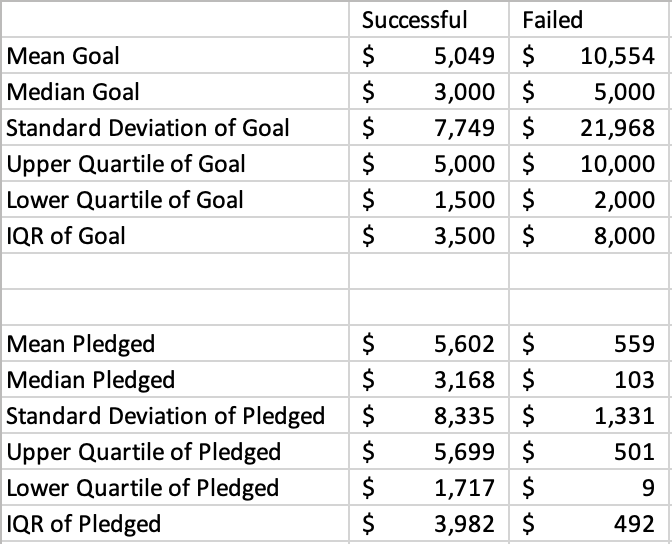 Successful Failed
Mean Goal $ 5,049 $ 10,554
Median Goal $ 3,000 $ 5,000
Standard Deviation of Goal $ 7,749 $ 21,968
Upper Quartile of Goal $ 5,000 $ 10,000
Lower Quartile of Goal $ 1,500 $ 2,000
IQR of Goal $ 3,500 $ 8,000
Mean Pledged $ 5,602 $ 559
Median Pledged $ 3,168 $ 103
Standard Deviation of Pledged $ 8,335 $ 1,331
Upper Quartile of Pledged $ 5,699 $ 501
Lower Quartile of Pledged $ 1,717 $ 9
IQR of Pledged $ 3,982 $ 492